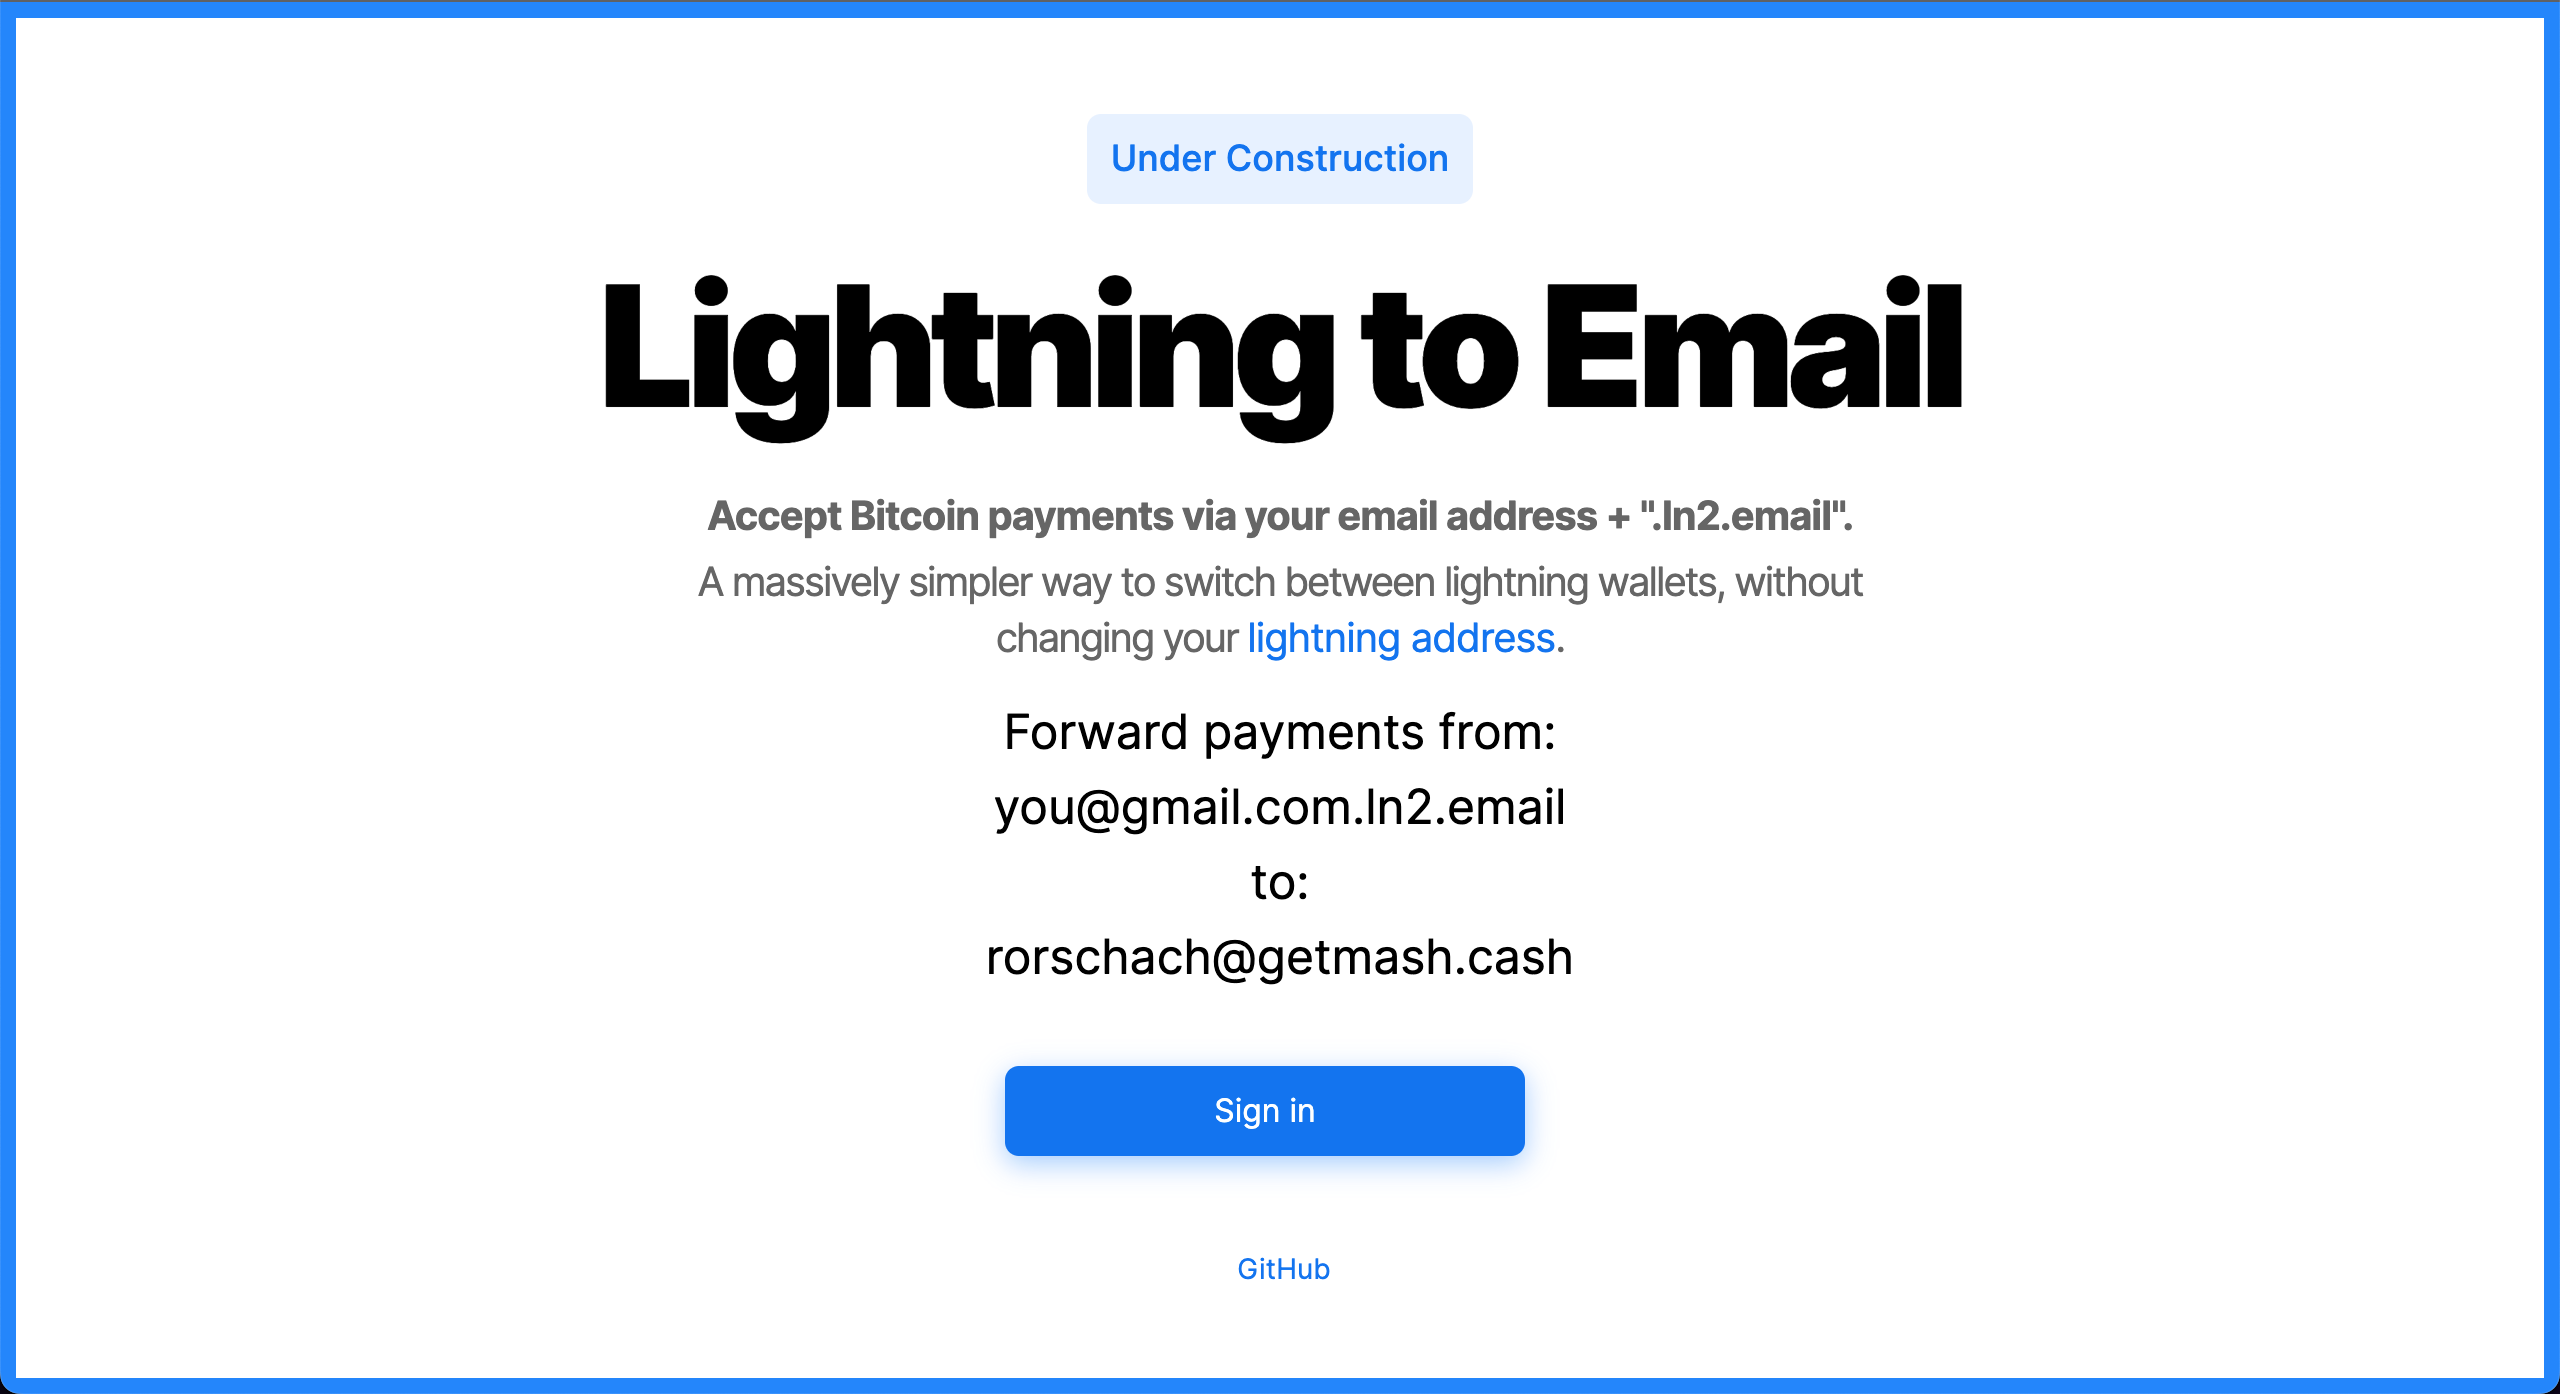 Under Construction
Lightning to Email
Accept Bitcoin payments via your email address + ".ln2.email".
A massively simpler way to switch between lightning wallets, without
changing your lightning address.
Forward payments from:
you@gmail.com.ln2.email
to:
rorschach@getmash.cash
Sign in
GitHub